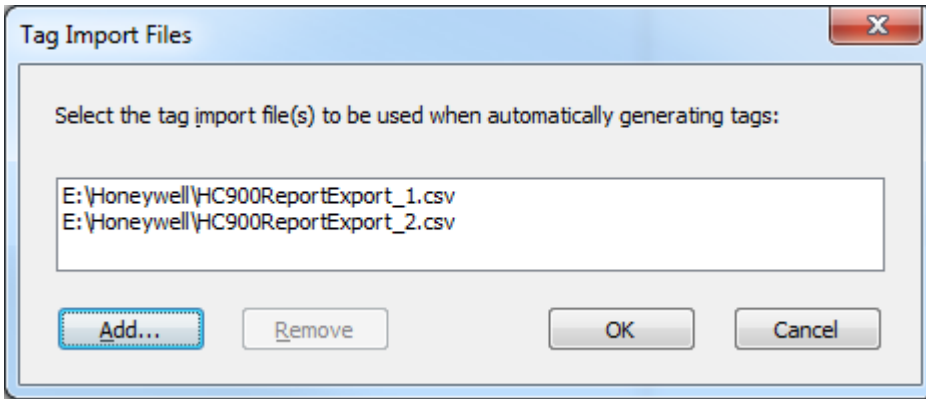 Tag Import Files
Select the tag import file(s) to be used when automatically generating tags:
E:\Honeywell\HC900ReportExport_1.csv
E:\Honeywell\HC900ReportExport_2.csv
Add... Remove OK Cancel